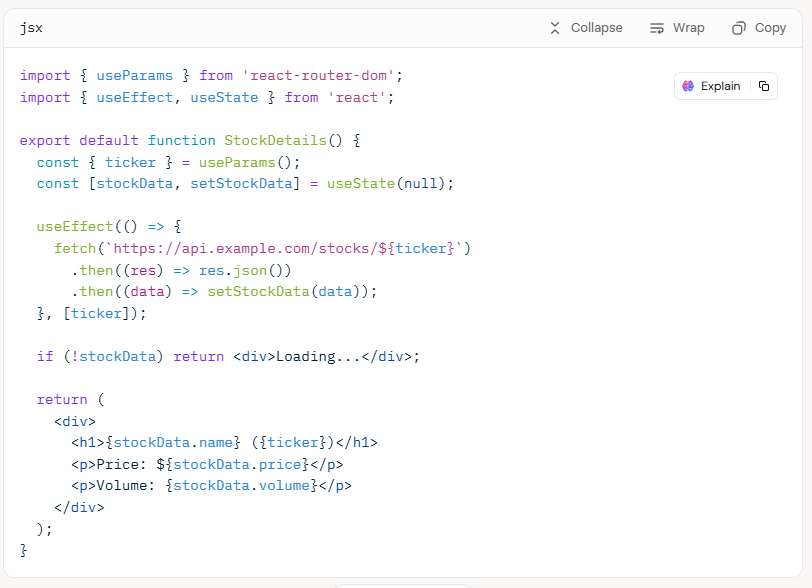 jsx
Collapse
Wrap
Copy
import { useParams } from 'react-router-dom';
import { useEffect, useState } from 'react';
Explain
export default function StockDetails() {
  const { ticker } = useParams();
  const [stockData, setStockData] = useState(null);
  useEffect(() => {
    fetch(`https://api.example.com/stocks/${ticker}`)
      .then((res) => res.json())
      .then((data) => setStockData(data));
  }, [ticker]);
  if (!stockData) return <div>Loading...</div>;
  return (
    <div>
      <h1>{stockData.name} ({ticker})</h1>
      <p>Price: ${stockData.price}</p>
      <p>Volume: {stockData.volume}</p>
    </div>
  );
}